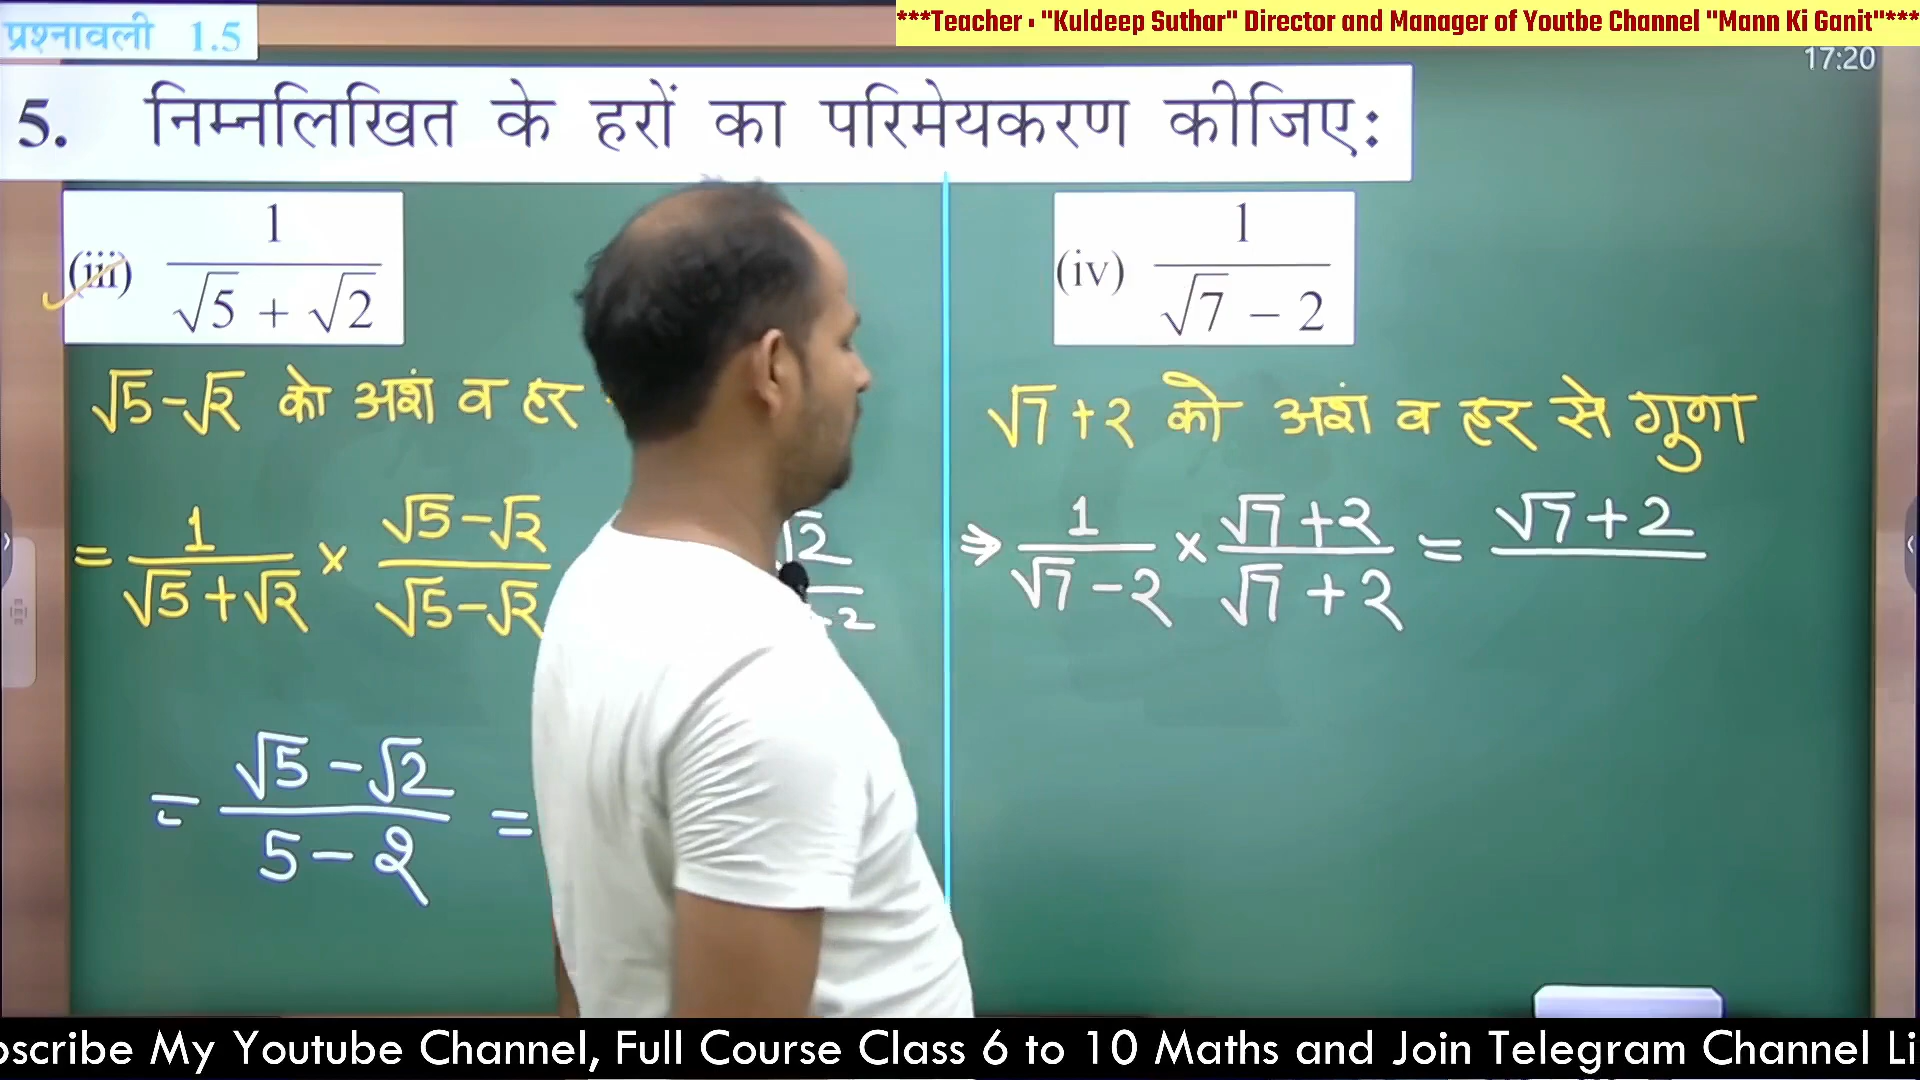 प्रश्नावली 1.5
***Teacher : "Kuldeep Suthar" Director and Manager of Youtbe Channel "Mann Ki Ganit"***
17:20
5. निम्नलिखित के हरों का परिमेयकरण कीजिए:
(iii) 1 / (√5 + √2)
√5-√2 को अशं व हर
= 1/(√5+√2) × (√5-√2)/(√5-√2)
= (√5-√2)/(5-2) =
(iv) 1 / (√7 - 2)
√7+2 को अशं व हर से गुणा
⇒ 1/(√7-2) × (√7+2)/(√7+2) = √7+2
scribe My Youtube Channel, Full Course Class 6 to 10 Maths and Join Telegram Channel Li